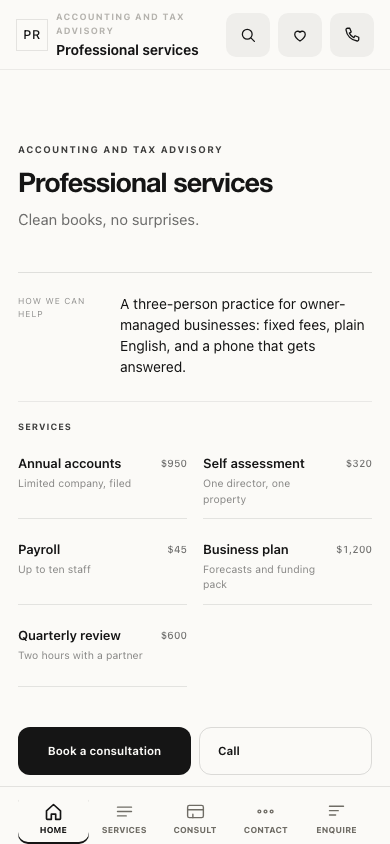 PR
ACCOUNTING AND TAX
ADVISORY
Professional services
ACCOUNTING AND TAX ADVISORY
Professional services
Clean books, no surprises.
HOW WE CAN
HELP
A three-person practice for owner-
managed businesses: fixed fees, plain
English, and a phone that gets
answered.
SERVICES
Annual accounts $950
Limited company, filed
Self assessment $320
One director, one
property
Payroll $45
Up to ten staff
Business plan $1,200
Forecasts and funding
pack
Quarterly review $600
Two hours with a partner
Book a consultation
Call
HOME
SERVICES
CONSULT
CONTACT
ENQUIRE